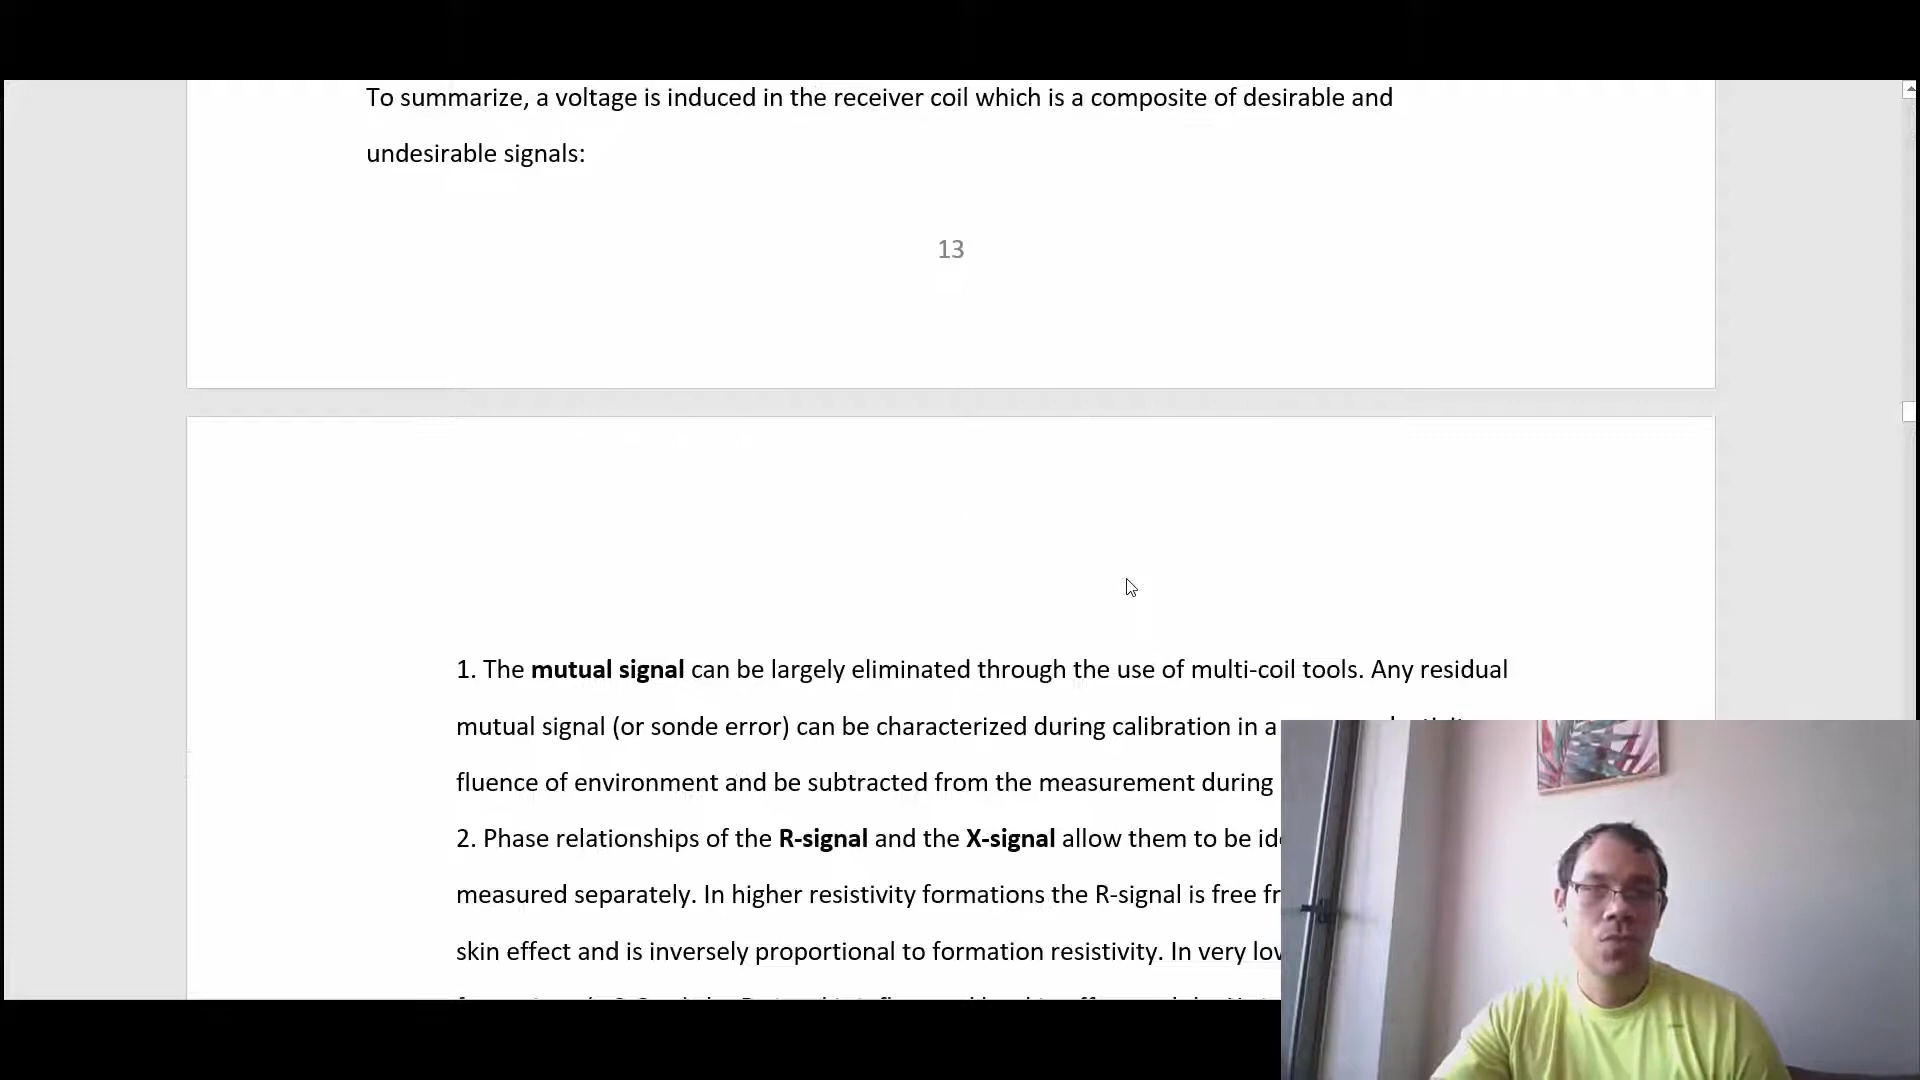 To summarize, a voltage is induced in the receiver coil which is a composite of desirable and
undesirable signals:
13
1. The mutual signal can be largely eliminated through the use of multi-coil tools. Any residual
mutual signal (or sonde error) can be characterized during calibration in a
fluence of environment and be subtracted from the measurement during
2. Phase relationships of the R-signal and the X-signal allow them to be
measured separately. In higher resistivity formations the R-signal is free
skin effect and is inversely proportional to formation resistivity. In very